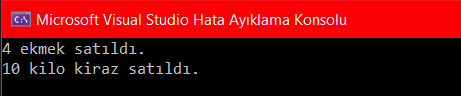 C:\ Microsoft Visual Studio Hata Ayıklama Konsolu
4 ekmek satıldı.
10 kilo kiraz satıldı.